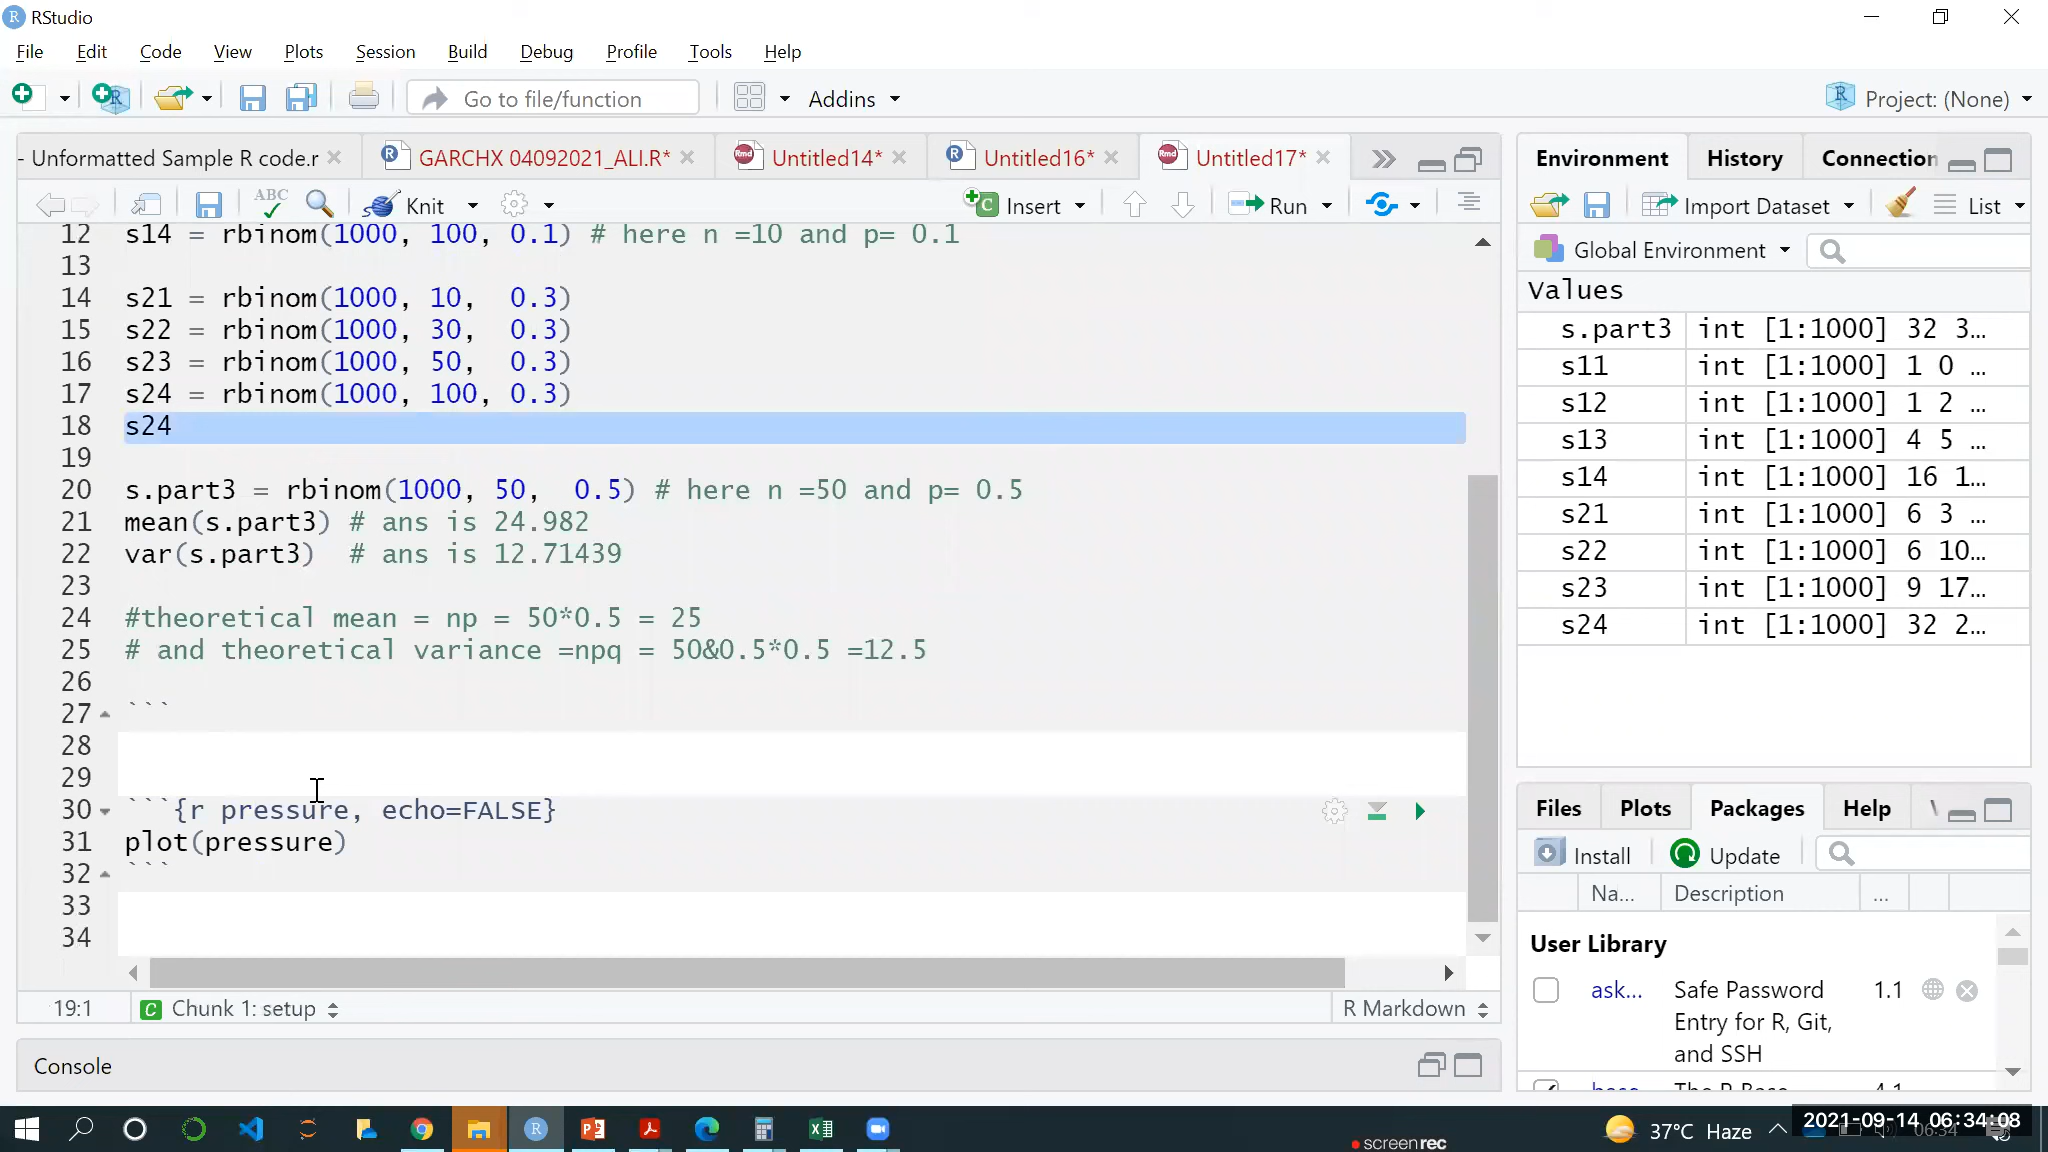 RStudio
File Edit Code View Plots Session Build Debug Profile Tools Help
Go to file/function Addins Project: (None)
- Unformatted Sample R code.r GARCHX 04092021_ALI.R* Untitled14* Untitled16* Untitled17*
ABC Knit Insert Run
12 s14 = rbinom(1000, 100, 0.1) # here n =10 and p= 0.1
13
14 s21 = rbinom(1000, 10,  0.3)
15 s22 = rbinom(1000, 30,  0.3)
16 s23 = rbinom(1000, 50,  0.3)
17 s24 = rbinom(1000, 100, 0.3)
18 s24
19
20 s.part3 = rbinom(1000, 50,  0.5) # here n =50 and p= 0.5
21 mean(s.part3) # ans is 24.982
22 var(s.part3)  # ans is 12.71439
23
24 #theoretical mean = np = 50*0.5 = 25
25 # and theoretical variance =npq = 50&0.5*0.5 =12.5
26
27 ```
28
29
30 ```{r pressure, echo=FALSE}
31 plot(pressure)
32 ```
33
34
19:1 Chunk 1: setup R Markdown
Console
Environment History Connection
Import Dataset List
Global Environment
Values
s.part3 int [1:1000] 32 3…
s11 int [1:1000] 1 0 …
s12 int [1:1000] 1 2 …
s13 int [1:1000] 4 5 …
s14 int [1:1000] 16 1…
s21 int [1:1000] 6 3 …
s22 int [1:1000] 6 10…
s23 int [1:1000] 9 17…
s24 int [1:1000] 32 2…
Files Plots Packages Help
Install Update
Na... Description ...
User Library
ask... Safe Password 1.1
Entry for R, Git,
and SSH
37°C Haze
2021-09-14 06:34:08
screenrec